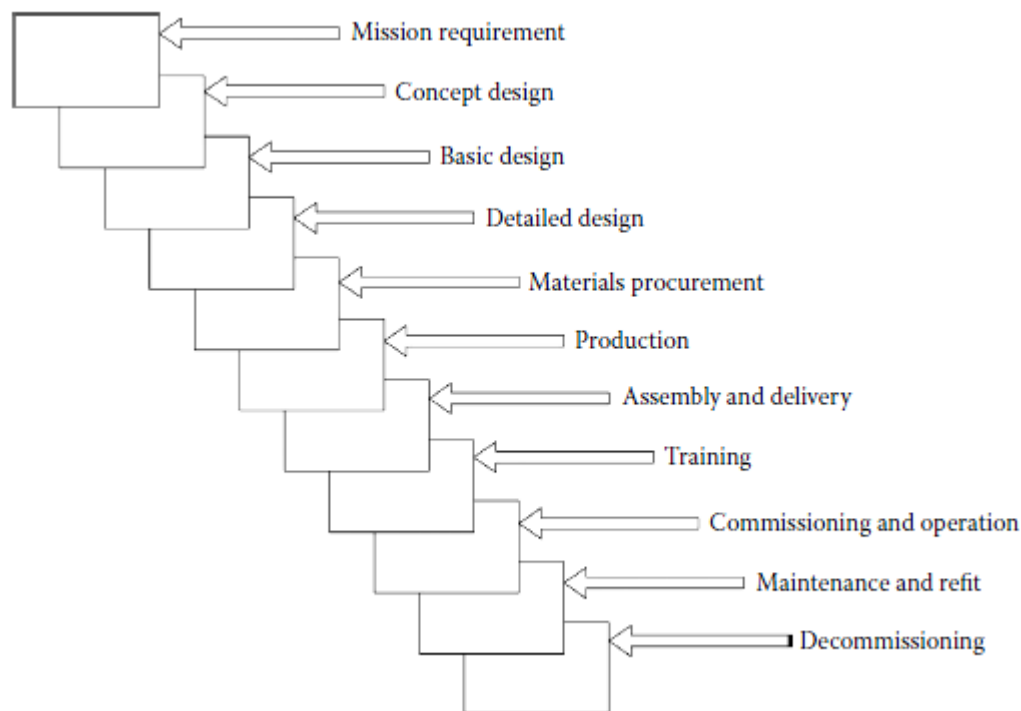 Mission requirement
Concept design
Basic design
Detailed design
Materials procurement
Production
Assembly and delivery
Training
Commissioning and operation
Maintenance and refit
Decommissioning